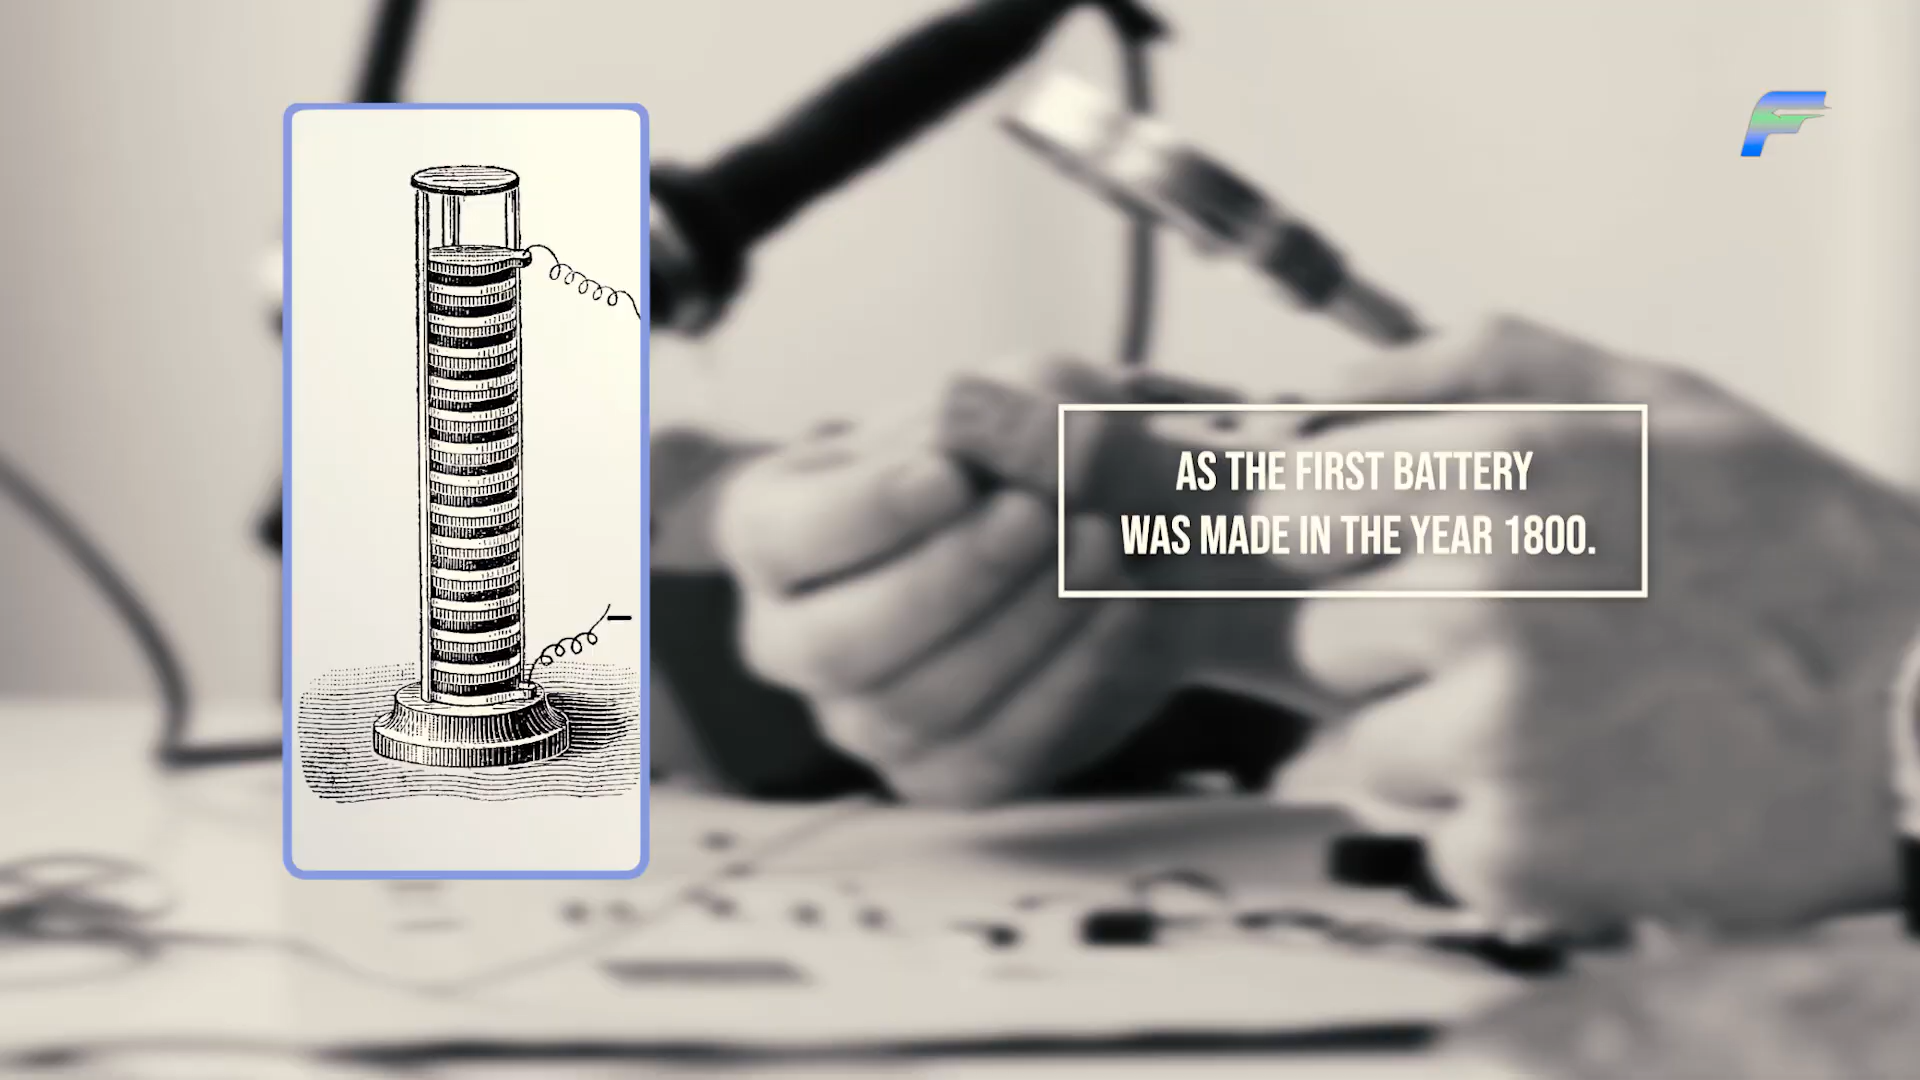 AS THE FIRST BATTERY
WAS MADE IN THE YEAR 1800.